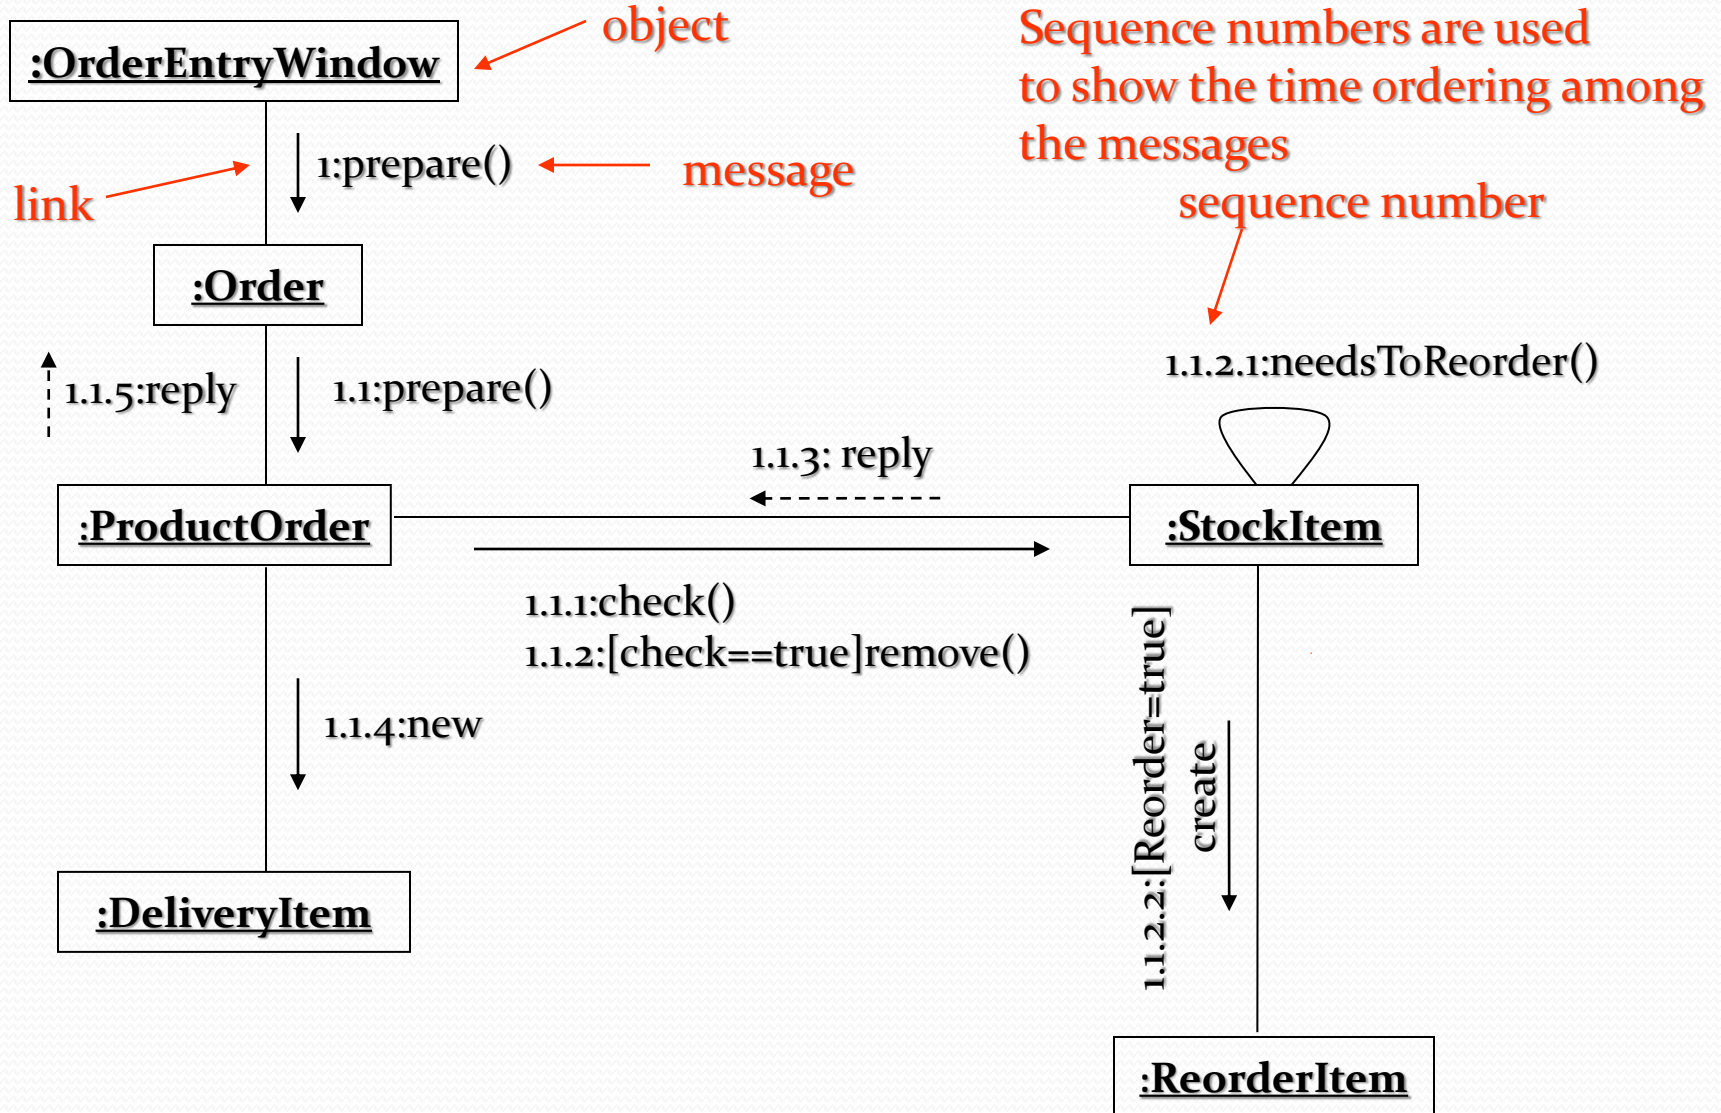 object
Sequence numbers are used
to show the time ordering among
the messages
:OrderEntryWindow
1:prepare()
message
link
sequence number
:Order
1.1.2.1:needsToReorder()
1.1.5:reply
1.1:prepare()
1.1.3: reply
:ProductOrder
:StockItem
1.1.1:check()
1.1.2:[check==true]remove()
1.1.4:new
1.1.2.2:[Reorder=true]
create
:DeliveryItem
:ReorderItem